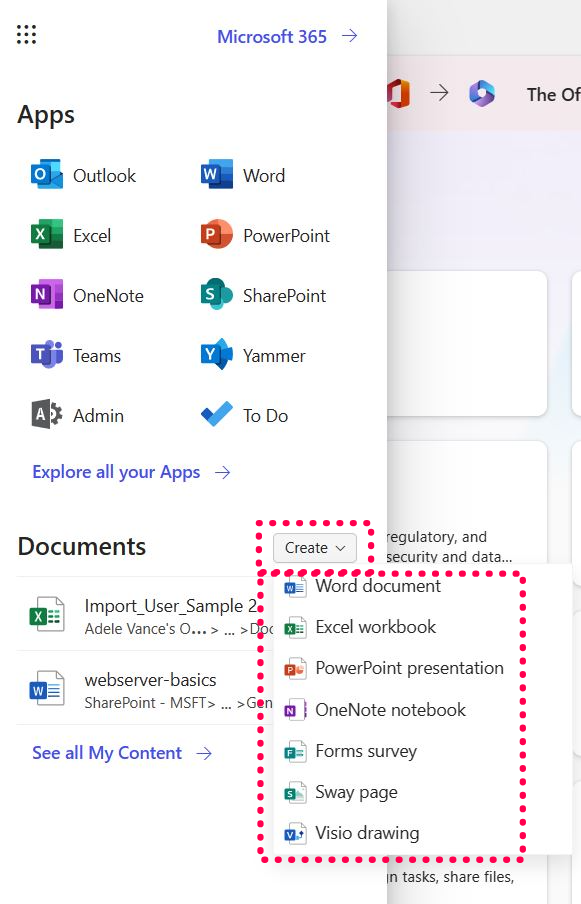 Microsoft 365
The Of
Apps
Outlook
Word
Excel
PowerPoint
OneNote
SharePoint
Teams
Yammer
Admin
To Do
Explore all your Apps
Documents
Create
regulatory, and
security and data...
Import_User_Sample 2
Adele Vance's O... > ... >Doc
webserver-basics
SharePoint - MSFT> ... >Gen
See all My Content
Word document
Excel workbook
PowerPoint presentation
OneNote notebook
Forms survey
Sway page
Visio drawing
n tasks, share files,